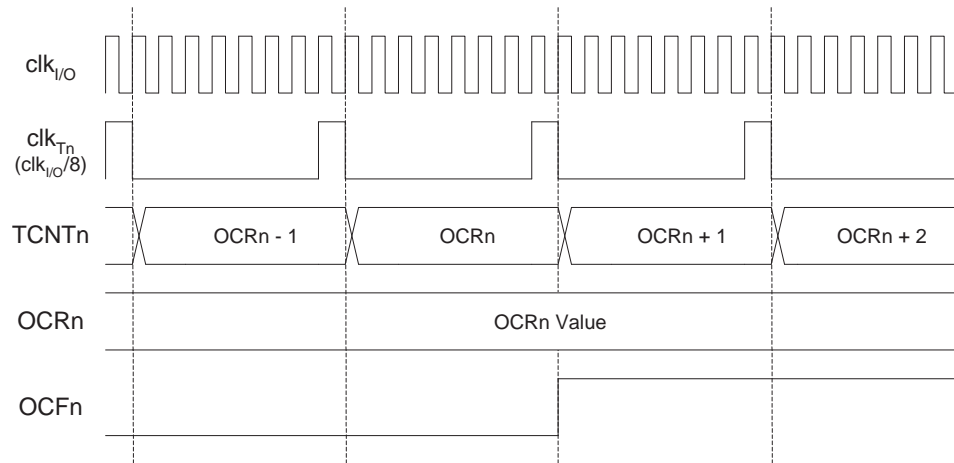 clkI/O
clkTn
(clkI/O/8)
TCNTn OCRn - 1 OCRn OCRn + 1 OCRn + 2
OCRn OCRn Value
OCFn